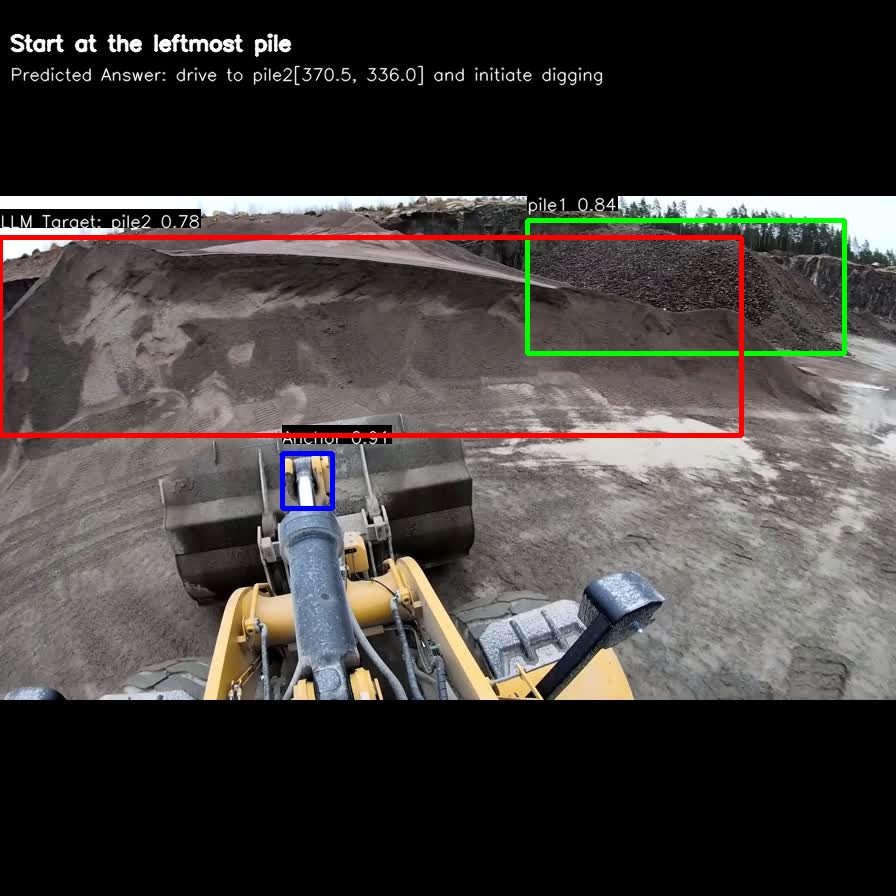 Start at the leftmost pile
Predicted Answer: drive to pile2[370.5, 336.0] and initiate digging
pile1 0.84
LLM Target: pile2 0.78
Anchor 0.91